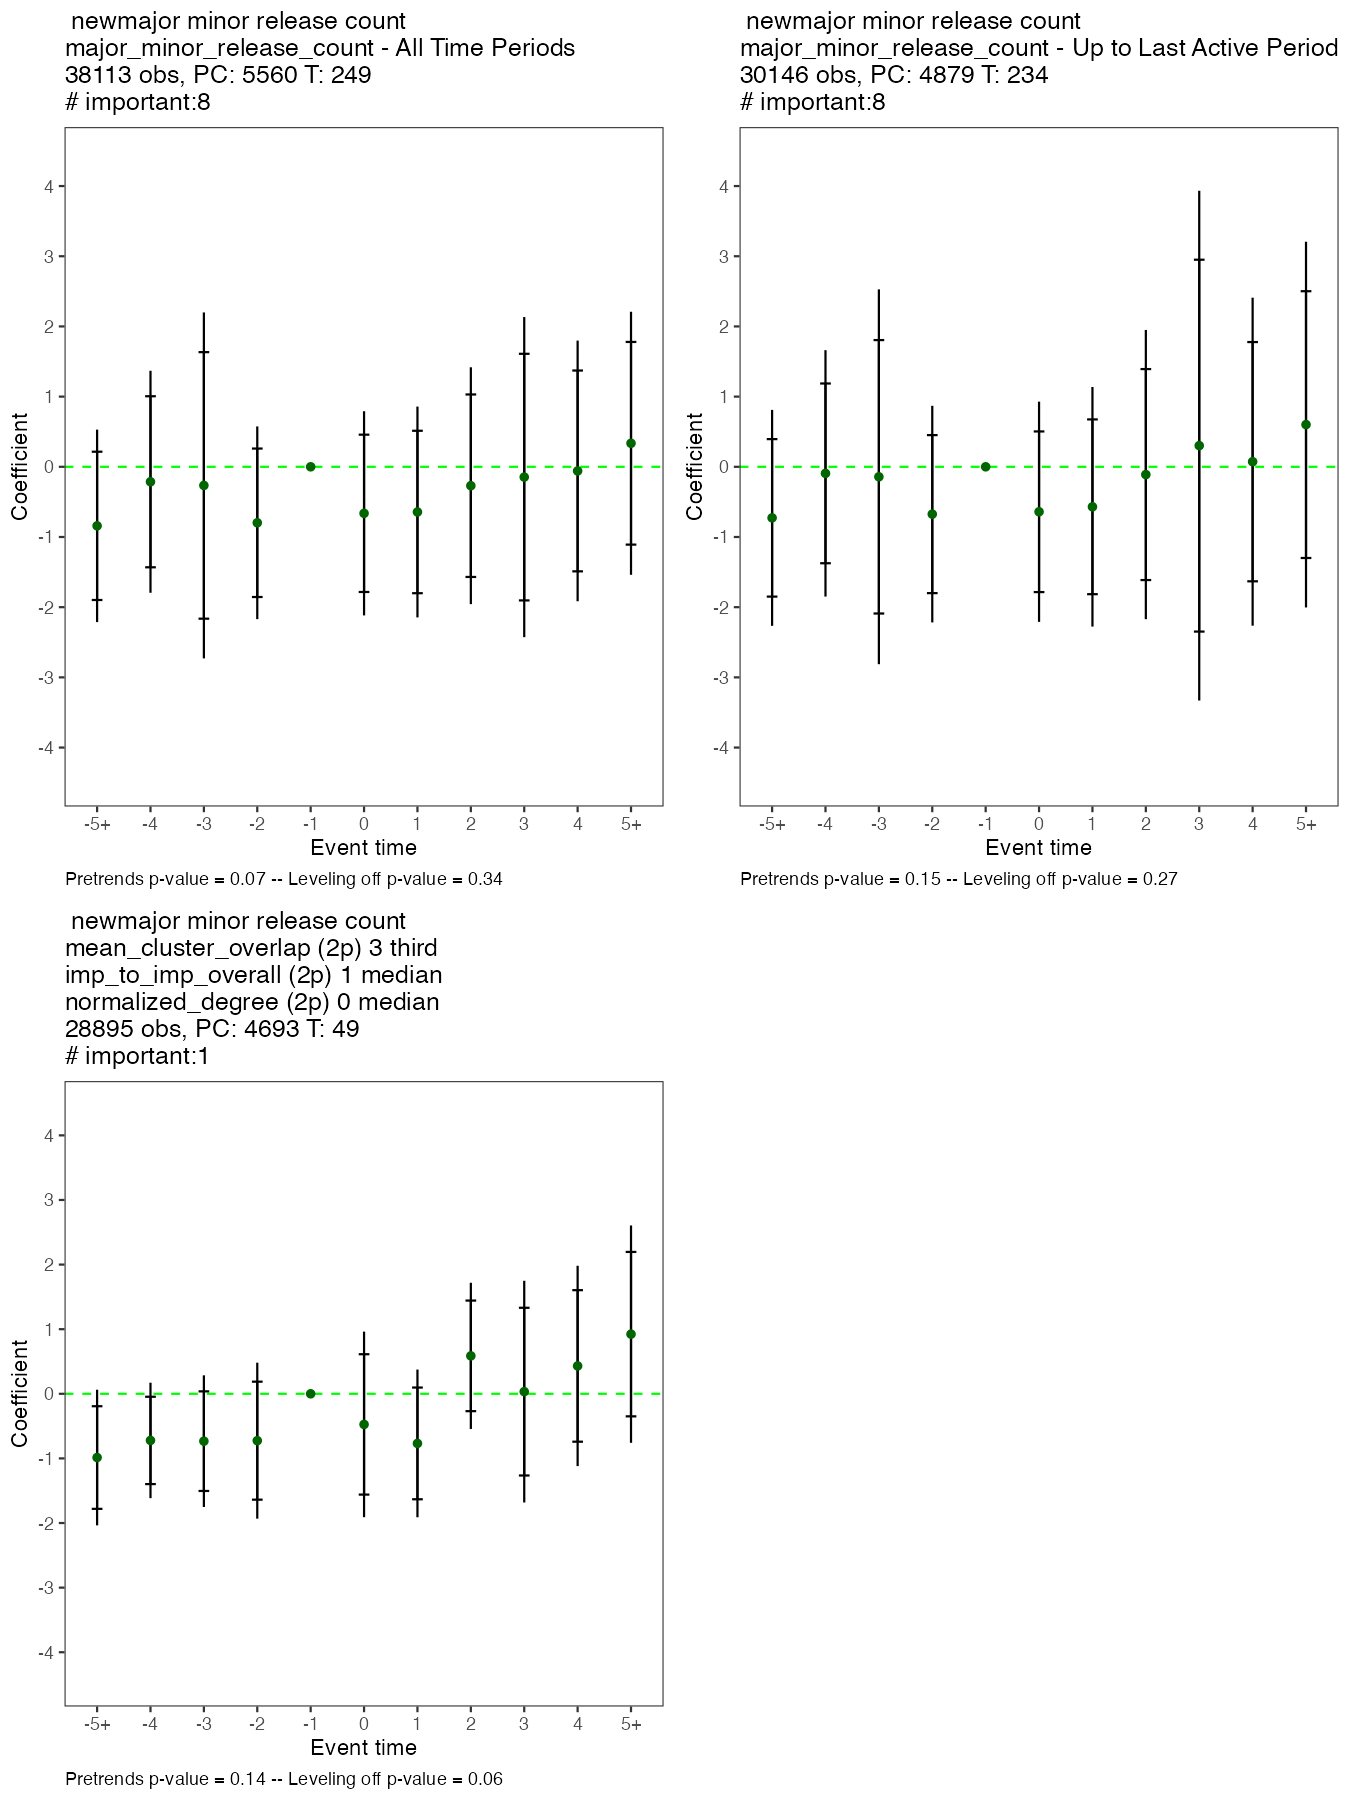 newmajor minor release count
major_minor_release_count - All Time Periods
38113 obs, PC: 5560 T: 249
# important:8
4
3
2
1
0
-1
-2
-3
-4
Coefficient
-5+ -4 -3 -2 -1 0 1 2 3 4 5+
Event time
Pretrends p-value = 0.07 -- Leveling off p-value = 0.34
newmajor minor release count
major_minor_release_count - Up to Last Active Period
30146 obs, PC: 4879 T: 234
# important:8
4
3
2
1
0
-1
-2
-3
-4
Coefficient
-5+ -4 -3 -2 -1 0 1 2 3 4 5+
Event time
Pretrends p-value = 0.15 -- Leveling off p-value = 0.27
newmajor minor release count
mean_cluster_overlap (2p) 3 third
imp_to_imp_overall (2p) 1 median
normalized_degree (2p) 0 median
28895 obs, PC: 4693 T: 49
# important:1
4
3
2
1
0
-1
-2
-3
-4
Coefficient
-5+ -4 -3 -2 -1 0 1 2 3 4 5+
Event time
Pretrends p-value = 0.14 -- Leveling off p-value = 0.06